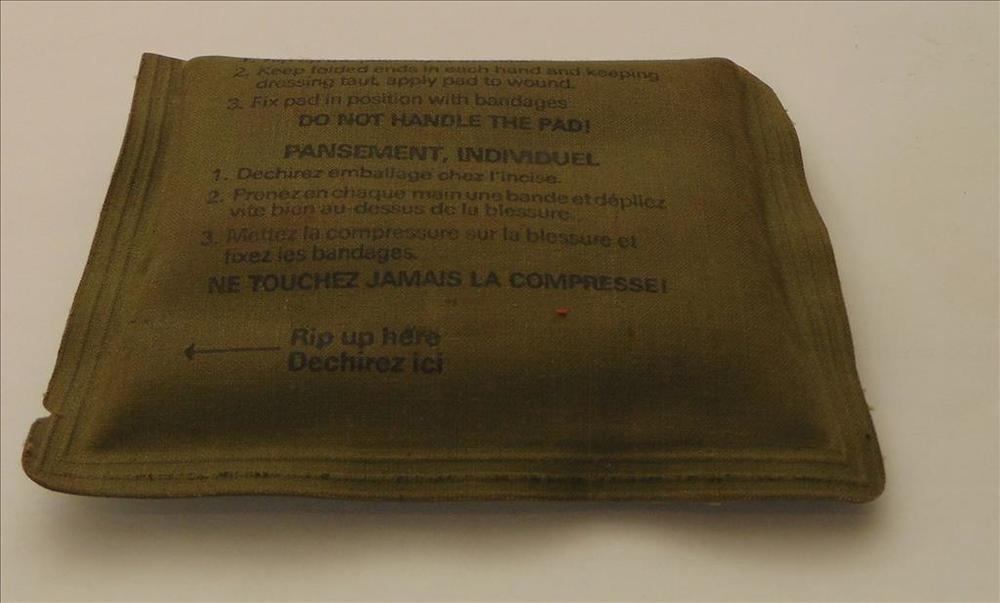 2. Keep folded ends in each hand and keeping
dressing taut, apply pad to wound.
3. Fix pad in position with bandages
DO NOT HANDLE THE PAD!
PANSEMENT, INDIVIDUEL
1. Dechirez emballage chez l'incise.
2. Prenez en chaque main une bande et dépliez
vite bien au-dessus de la blessure.
3. Mettez la compressure sur la blessure et
fixez les bandages.
NE TOUCHEZ JAMAIS LA COMPRESSE!
Rip up here
Dechirez ici